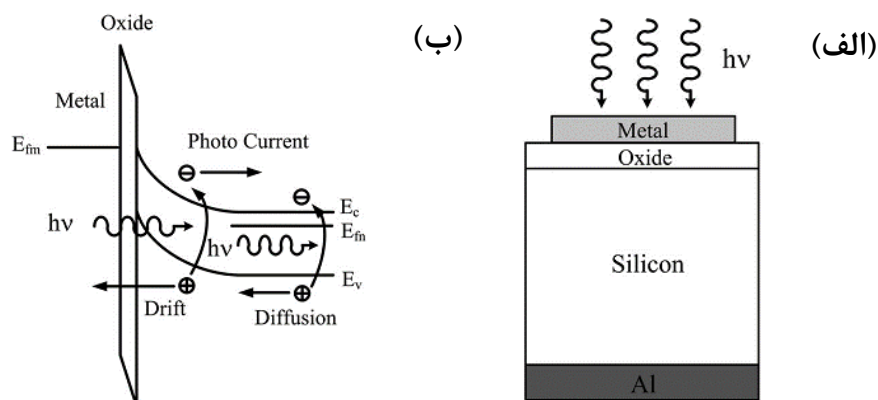 Oxide
(ب)
Metal
E_fm
Photo Current
⊖
⊖
hν
hν
E_c
E_fn
E_v
⊕
⊕
Drift
Diffusion
(الف)
hν
Metal
Oxide
Silicon
Al